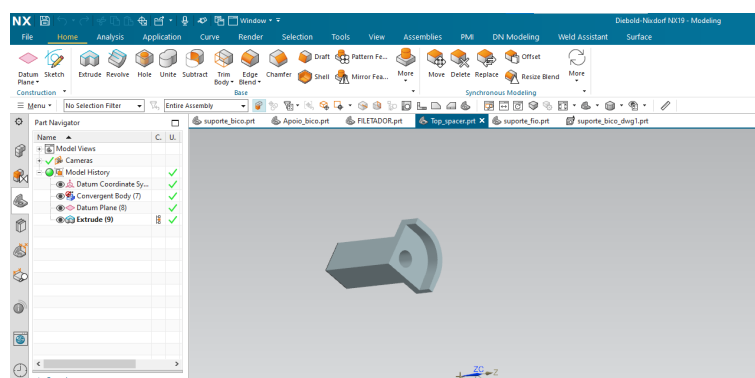 NX Window Diebold-Nixdorf NX19 - Modeling
File Home Analysis Application Curve Render Selection Tools View Assemblies PMI DN Modeling Weld Assistant Surface
Draft Pattern Fe... Offset
Datum Plane Sketch Extrude Revolve Hole Unite Subtract Trim Body Edge Blend Chamfer Shell Mirror Fea... More Move Delete Replace Resize Blend More
Construction Base Synchronous Modeling
Menu No Selection Filter Entire Assembly
Part Navigator suporte_bico.prt Apoio_bico.prt FILETADOR.prt Top_spacer.prt suporte_fio.prt suporte_bico_dwg1.prt
Name C. U.
Model Views
Cameras
Model History
Datum Coordinate Sy...
Convergent Body (7)
Datum Plane (8)
Extrude (9)
ZC Z